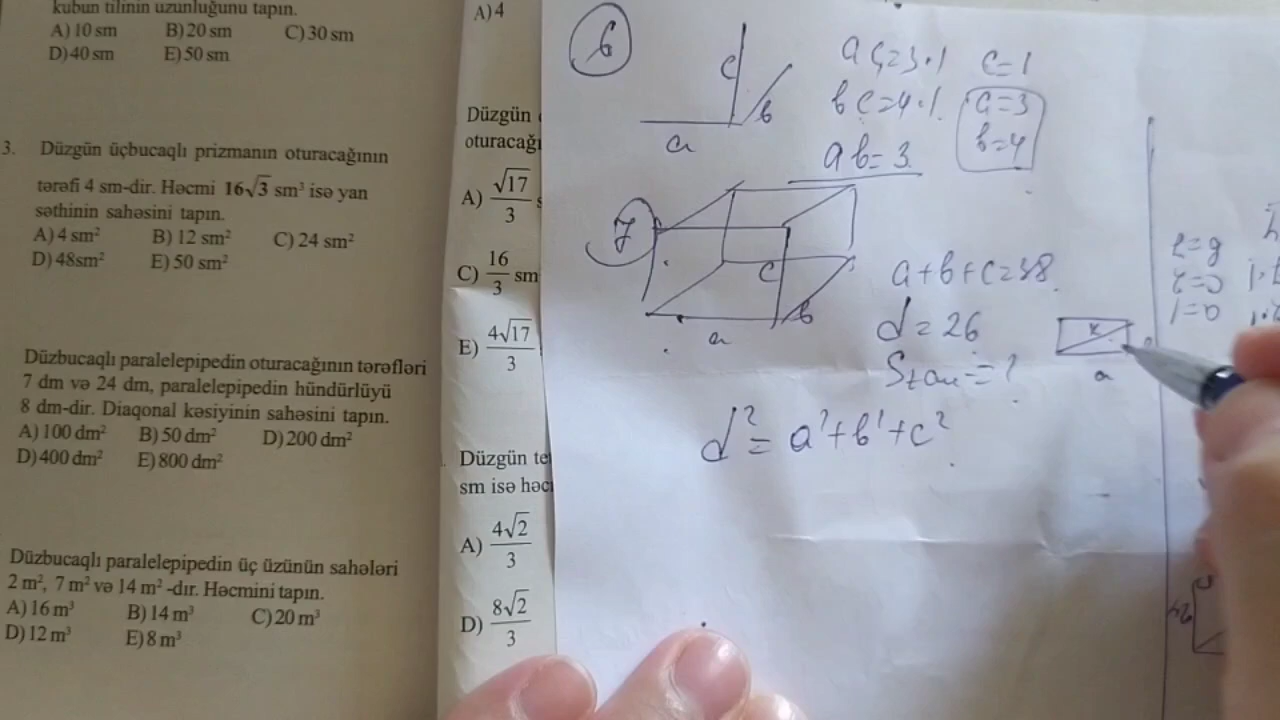 kubun tilinin uzunluğunu tapın.
A) 10 sm B) 20 sm C) 30 sm
D) 40 sm E) 50 sm
3. Düzgün üçbucaqlı prizmanın oturacağının
tərəfi 4 sm-dir. Həcmi 16√3 sm³ isə yan
səthinin sahəsini tapın.
A) 4 sm² B) 12 sm² C) 24 sm²
D) 48sm² E) 50 sm²
Düzbucaqlı paralelepipedin oturacağının tərəfləri
7 dm və 24 dm, paralelepipedin hündürlüyü
8 dm-dir. Diaqonal kəsiyinin sahəsini tapın.
A) 100 dm² B) 50 dm² D) 200 dm²
D) 400 dm² E) 800 dm²
Düzbucaqlı paralelepipedin üç üzünün sahələri
2 m², 7 m² və 14 m² -dır. Həcmini tapın.
A) 16 m³ B) 14 m³ C) 20 m³
D) 12 m³ E) 8 m³
A) 4
Düzgün
oturacağı
A) √17/3
C) 16/3 sm
E) 4√17/3
Düzgün te
sm isə həc
A) 4√2/3
D) 8√2/3
6
c
b
a
c=1
bc=4·1
a=3
b=4
ab=3
7
c
b
a
a+b+c=38
d=26
x
a
d²=a²+b²+c²